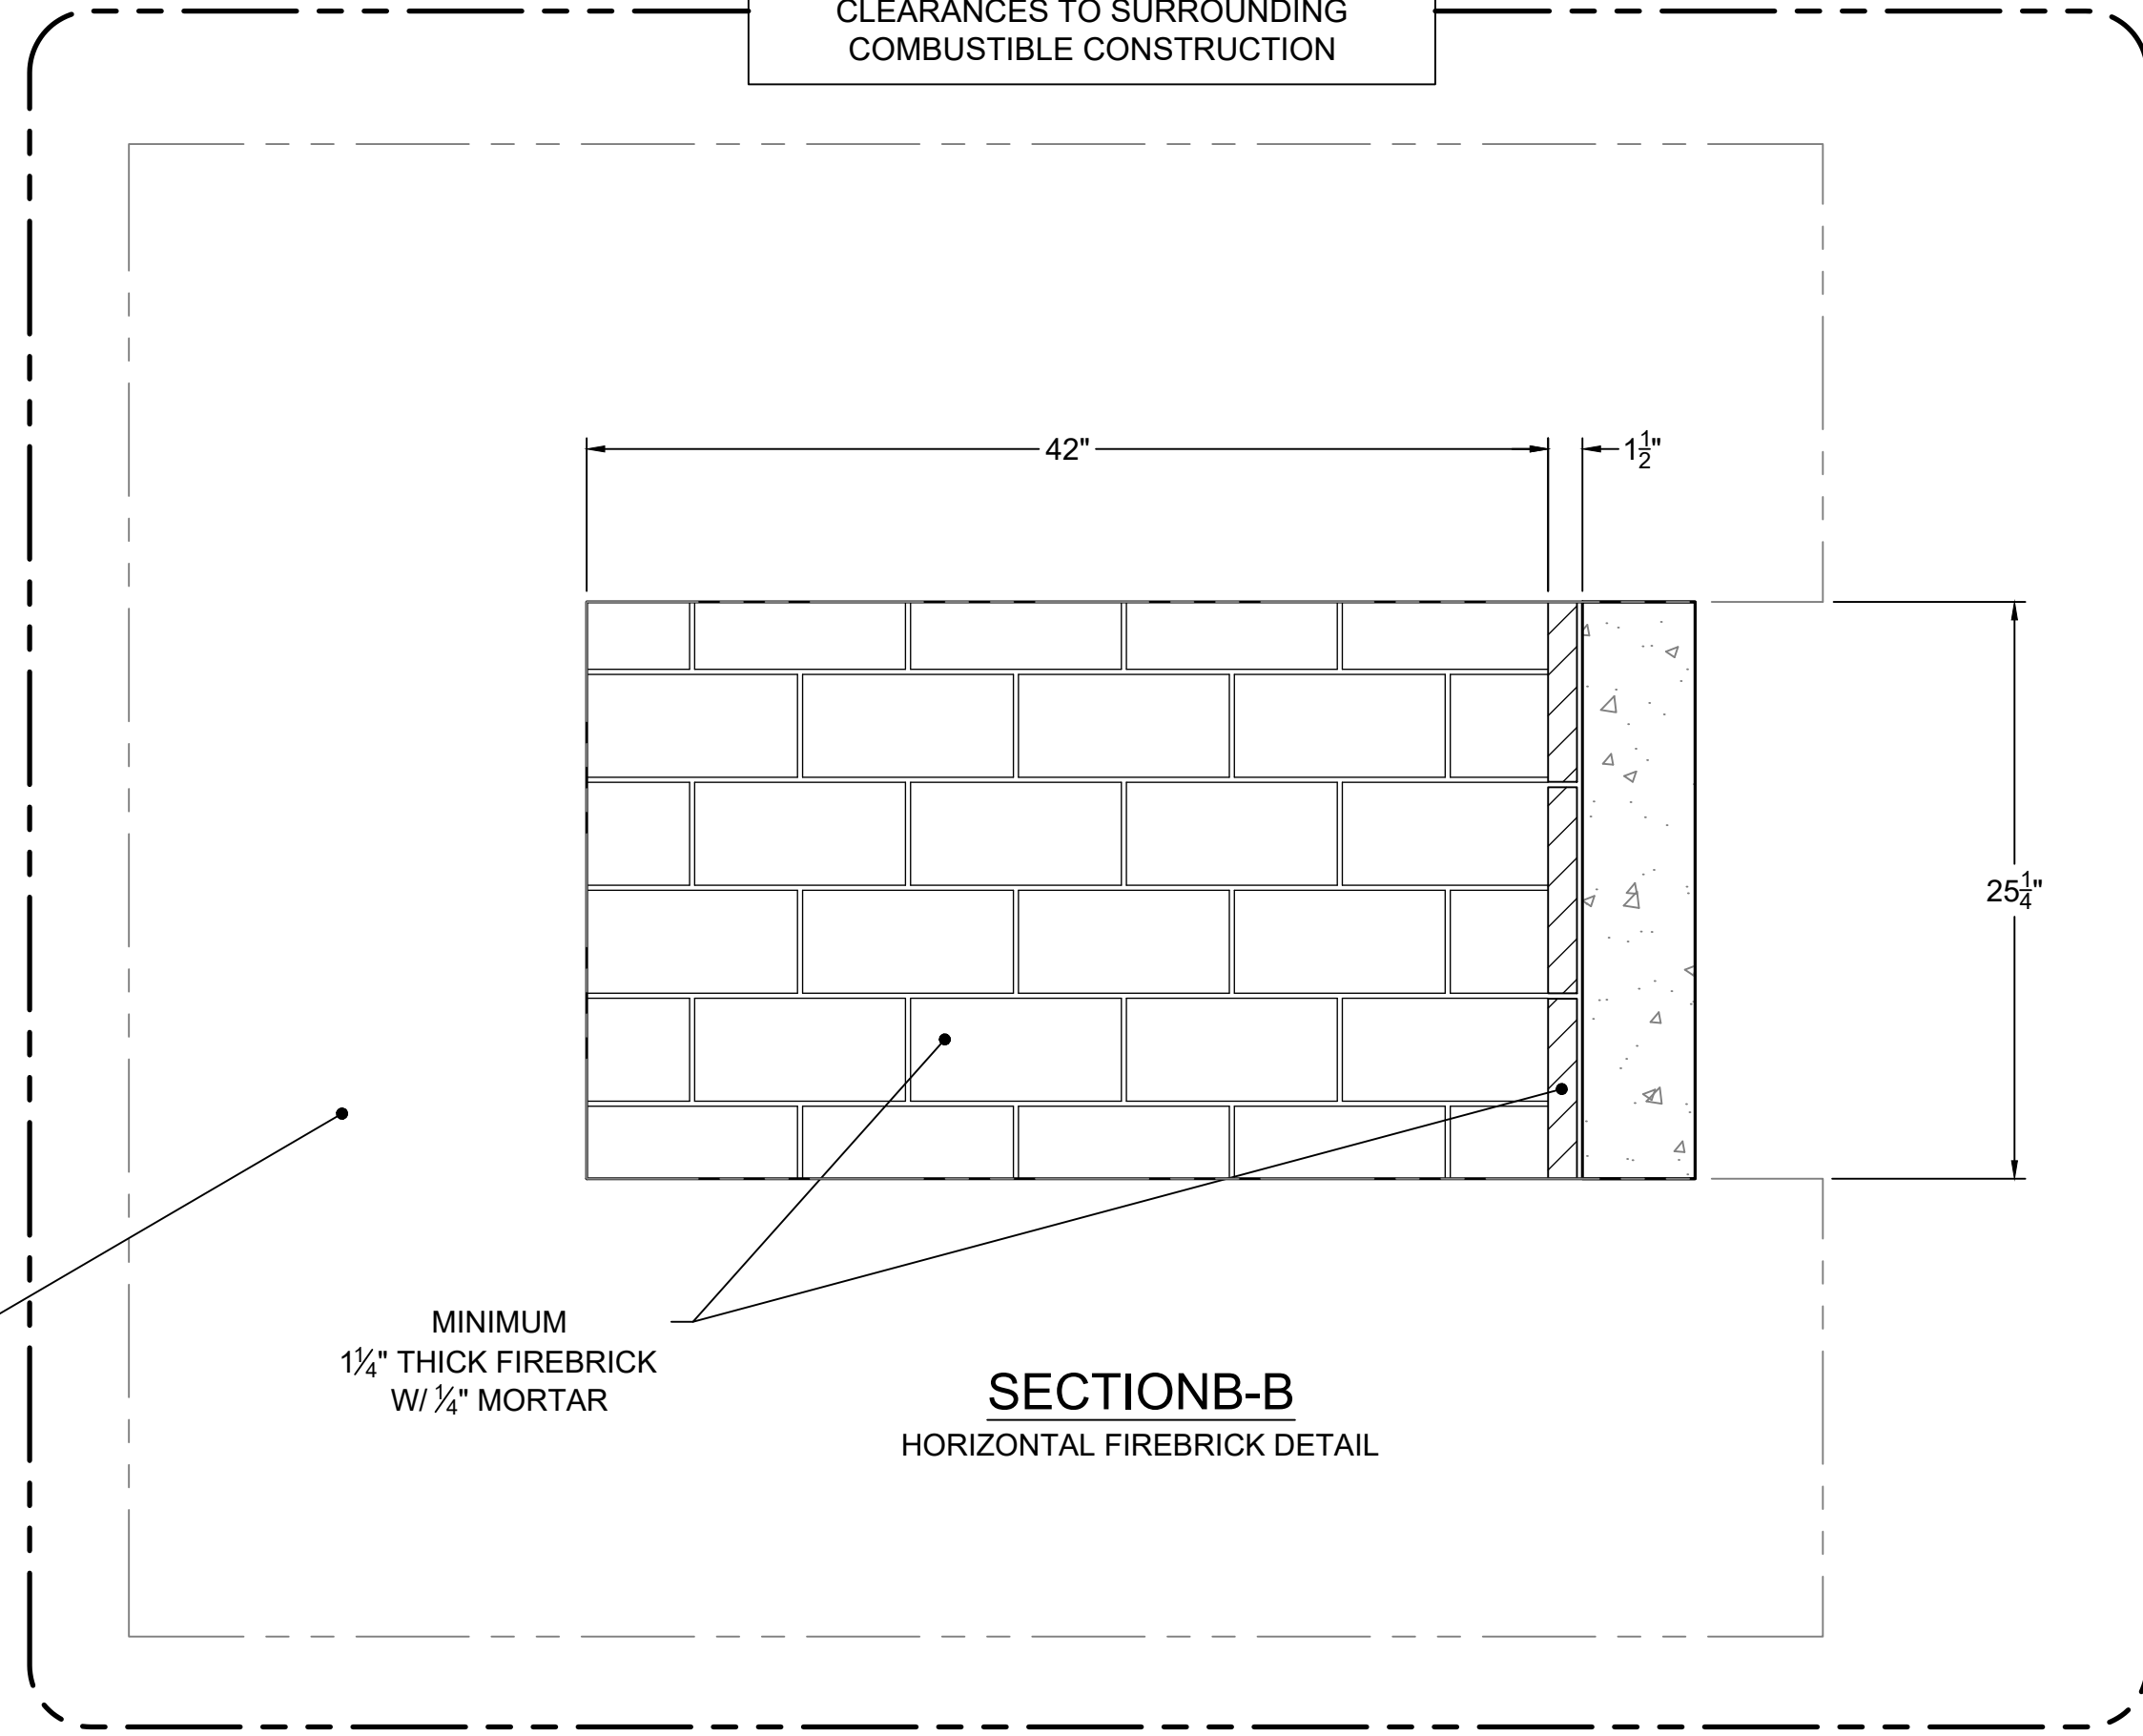 CLEARANCES TO SURROUNDING
COMBUSTIBLE CONSTRUCTION
42"
1½"
25¼"
MINIMUM
1¼" THICK FIREBRICK
W/ ¼" MORTAR
SECTIONB-B
HORIZONTAL FIREBRICK DETAIL